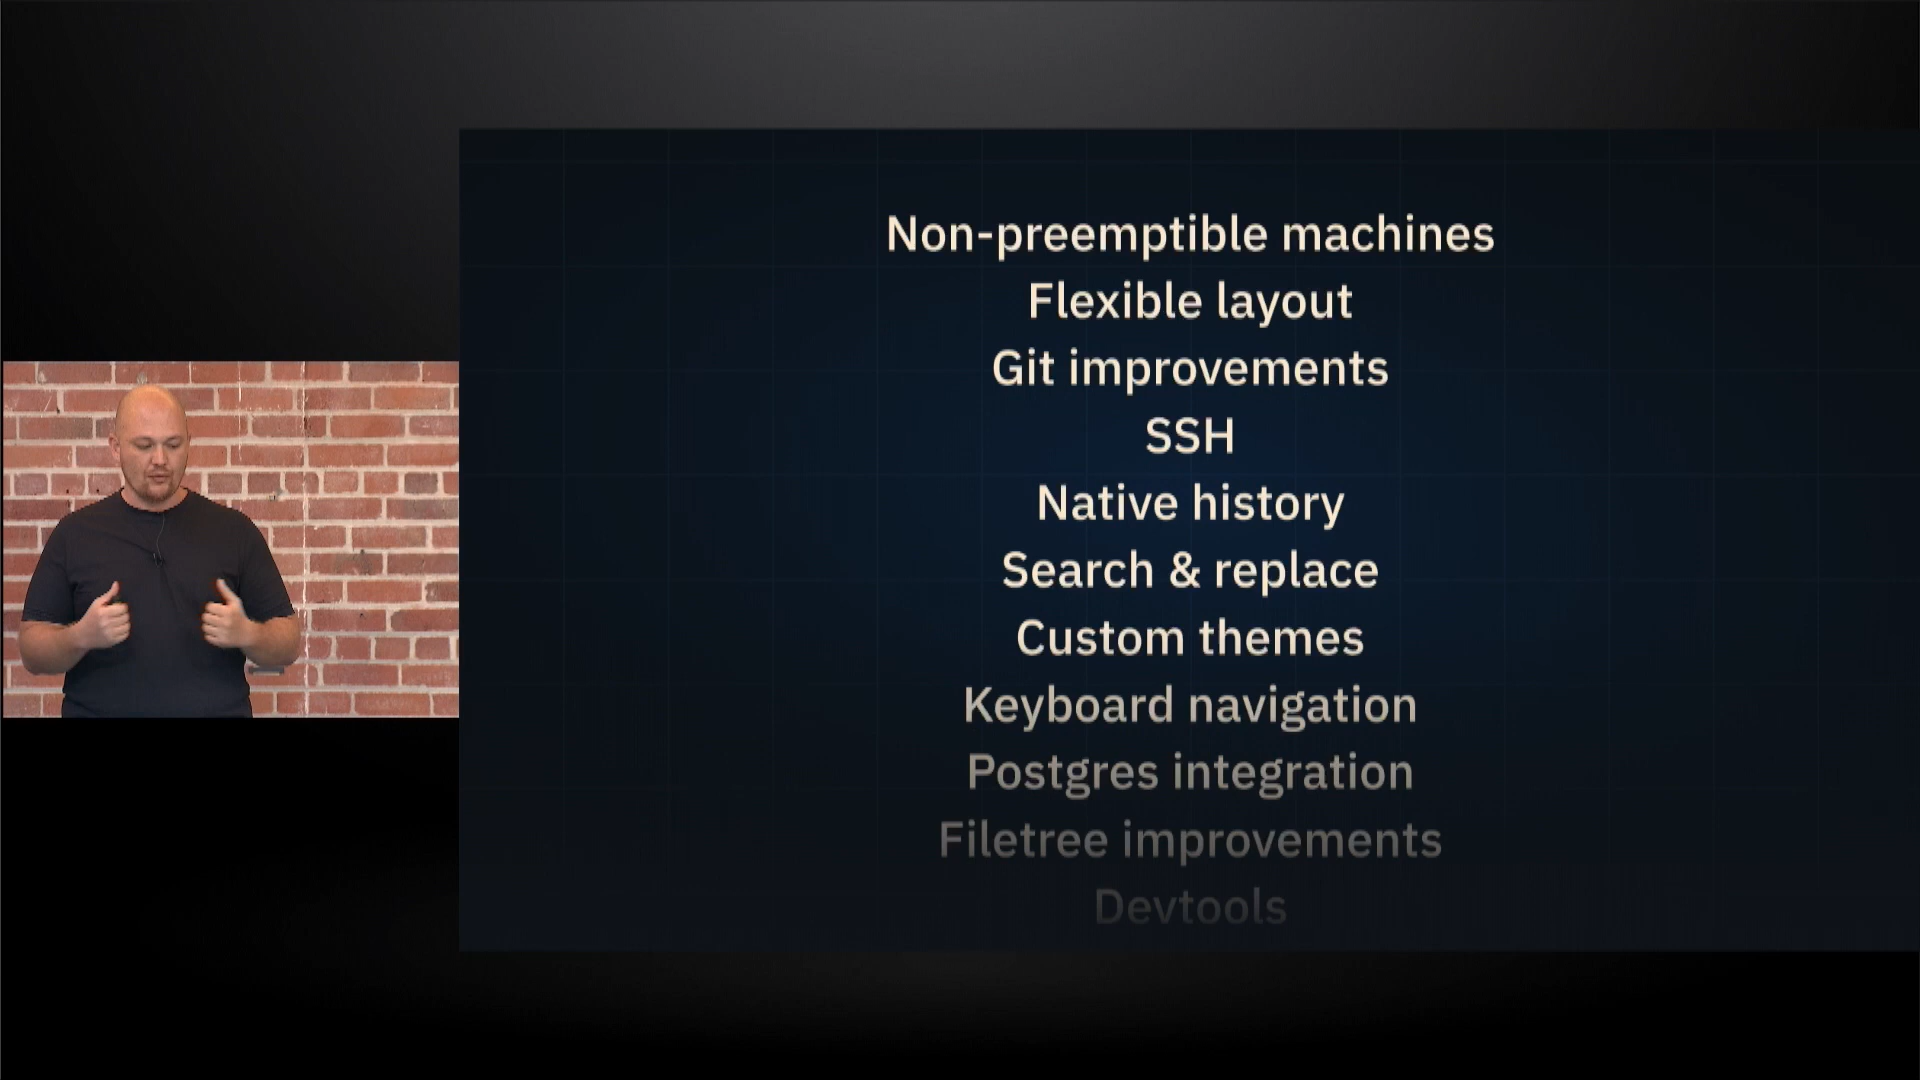 Non-preemptible machines
Flexible layout
Git improvements
SSH
Native history
Search & replace
Custom themes
Keyboard navigation
Postgres integration
Filetree improvements
Devtools